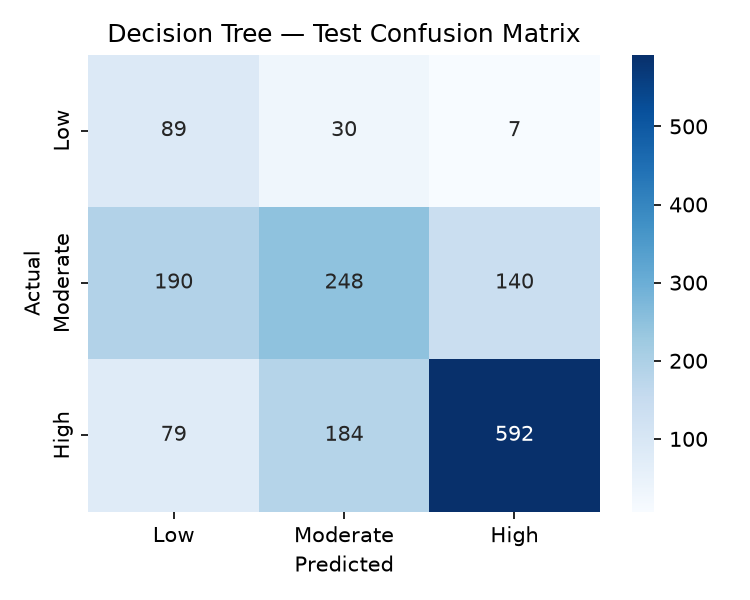 Decision Tree — Test Confusion Matrix
Low 89 30 7
Moderate 190 248 140
High 79 184 592
Actual
Low Moderate High
Predicted
500
400
300
200
100